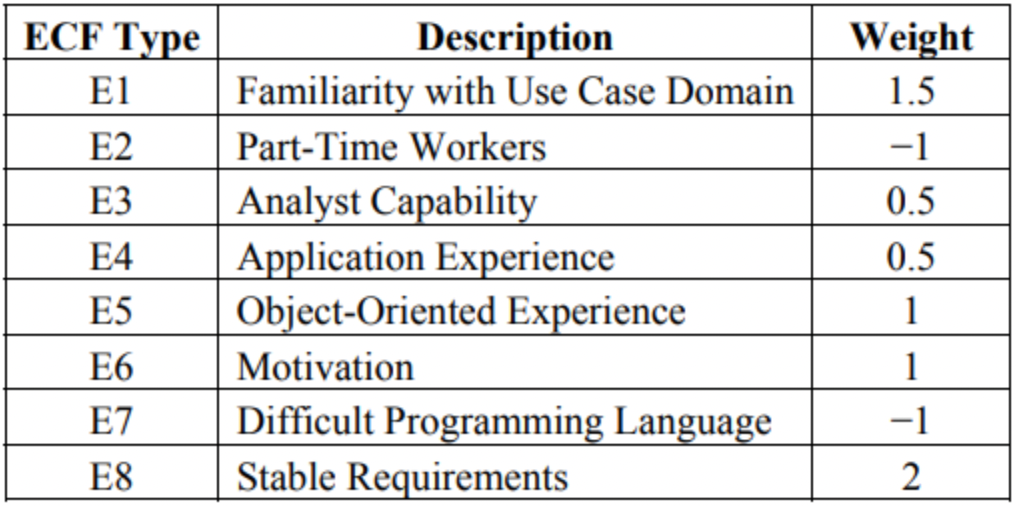 ECF Type Description Weight
E1 Familiarity with Use Case Domain 1.5
E2 Part-Time Workers −1
E3 Analyst Capability 0.5
E4 Application Experience 0.5
E5 Object-Oriented Experience 1
E6 Motivation 1
E7 Difficult Programming Language −1
E8 Stable Requirements 2